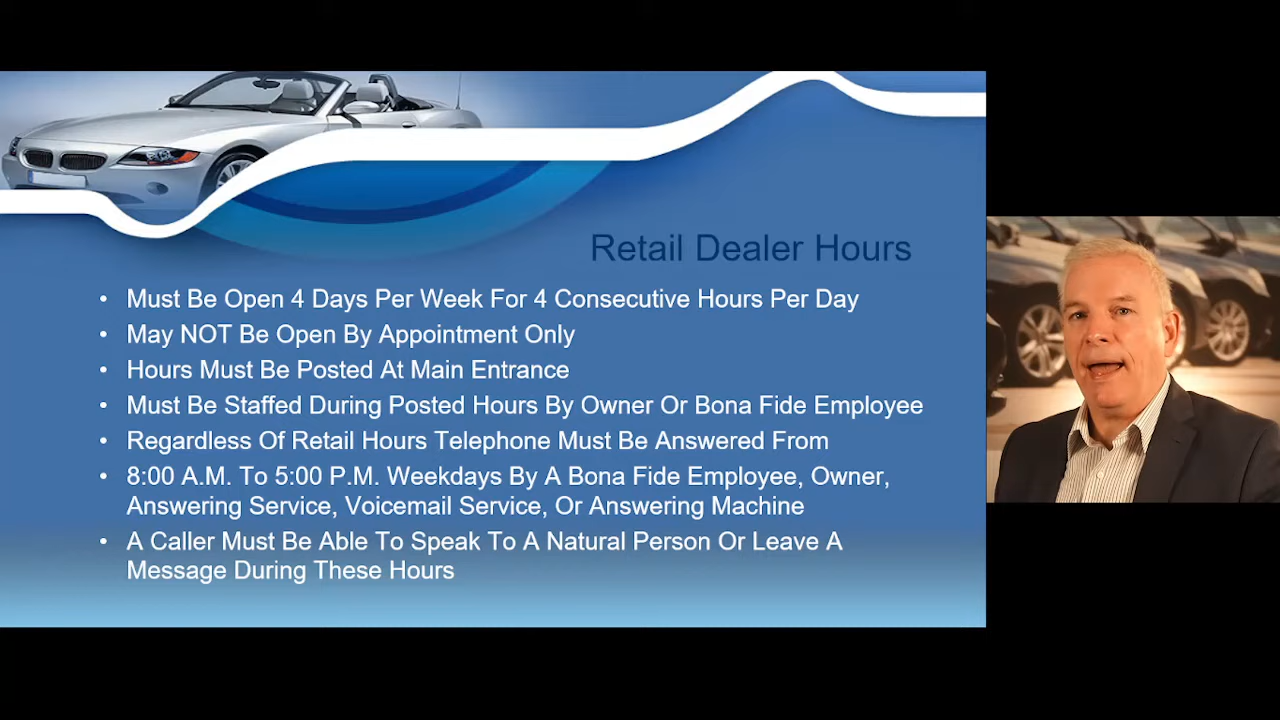 Retail Dealer Hours
• Must Be Open 4 Days Per Week For 4 Consecutive Hours Per Day
• May NOT Be Open By Appointment Only
• Hours Must Be Posted At Main Entrance
• Must Be Staffed During Posted Hours By Owner Or Bona Fide Employee
• Regardless Of Retail Hours Telephone Must Be Answered From
• 8:00 A.M. To 5:00 P.M. Weekdays By A Bona Fide Employee, Owner,
Answering Service, Voicemail Service, Or Answering Machine
• A Caller Must Be Able To Speak To A Natural Person Or Leave A
Message During These Hours